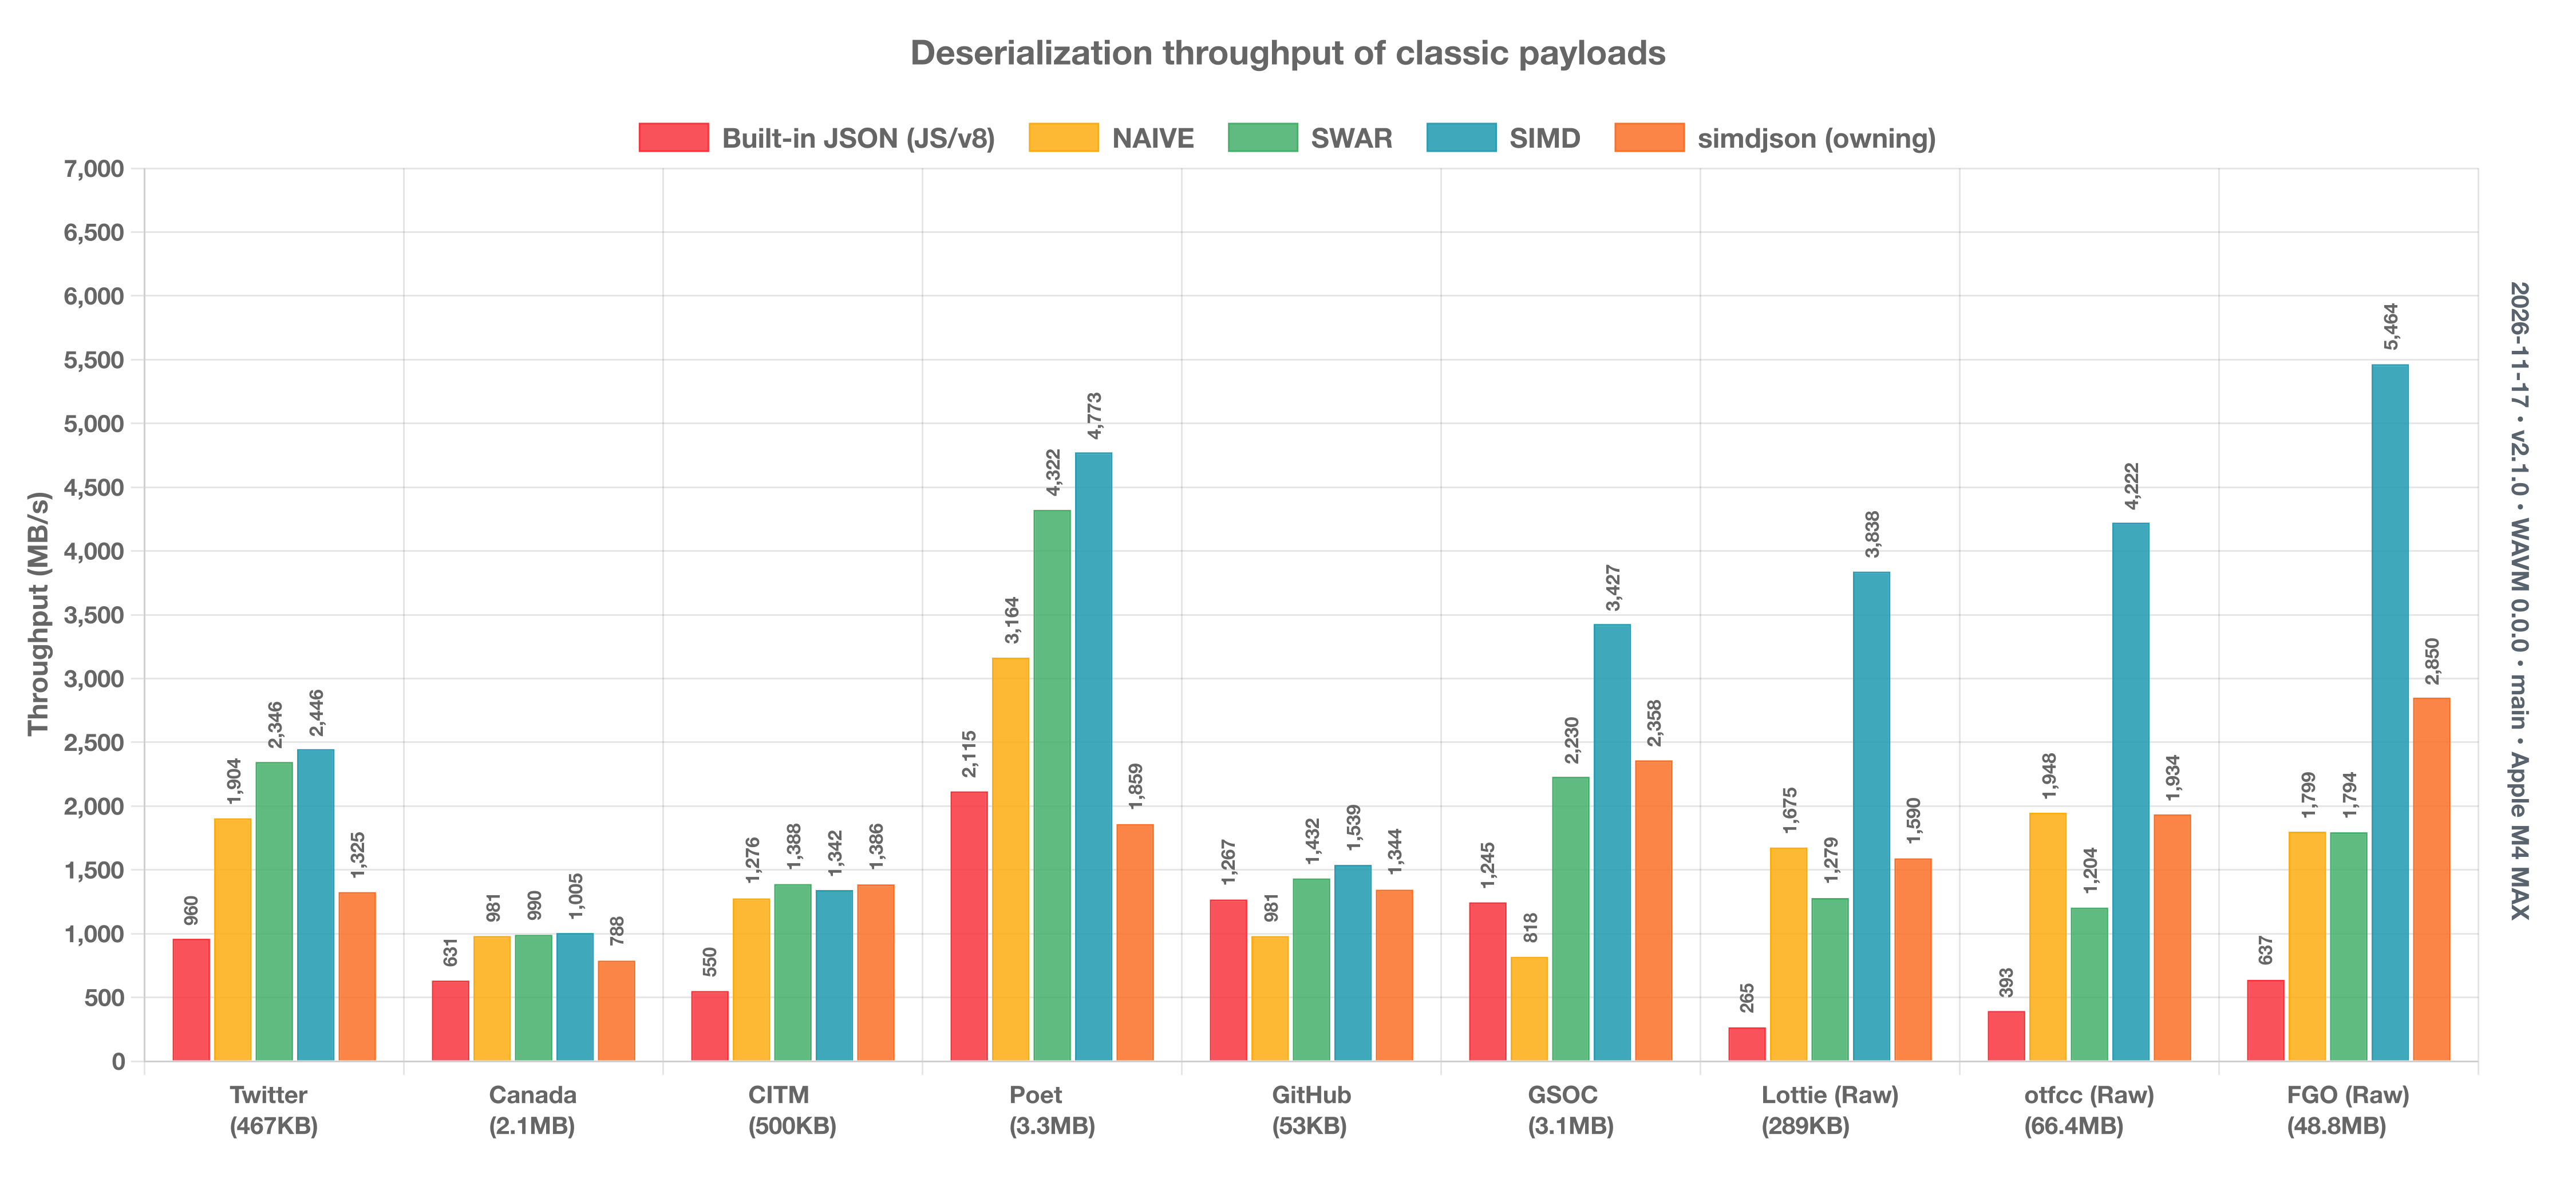 Deserialization throughput of classic payloads
Built-in JSON (JS/v8) NAIVE SWAR SIMD simdjson (owning)
Throughput (MB/s)
7,000
6,500
6,000
5,500
5,000
4,500
4,000
3,500
3,000
2,500
2,000
1,500
1,000
500
0
960 1,904 2,346 2,446 1,325
631 981 990 1,005 788
550 1,276 1,388 1,342 1,386
2,115 3,164 4,322 4,773 1,859
1,267 981 1,432 1,539 1,344
1,245 818 2,230 3,427 2,358
265 1,675 1,279 3,838 1,590
393 1,948 1,204 4,222 1,934
637 1,799 1,794 5,464 2,850
Twitter
(467KB)
Canada
(2.1MB)
CITM
(500KB)
Poet
(3.3MB)
GitHub
(53KB)
GSOC
(3.1MB)
Lottie (Raw)
(289KB)
otfcc (Raw)
(66.4MB)
FGO (Raw)
(48.8MB)
2026-11-17 • v2.1.0 • WAVM 0.0.0 • main • Apple M4 MAX